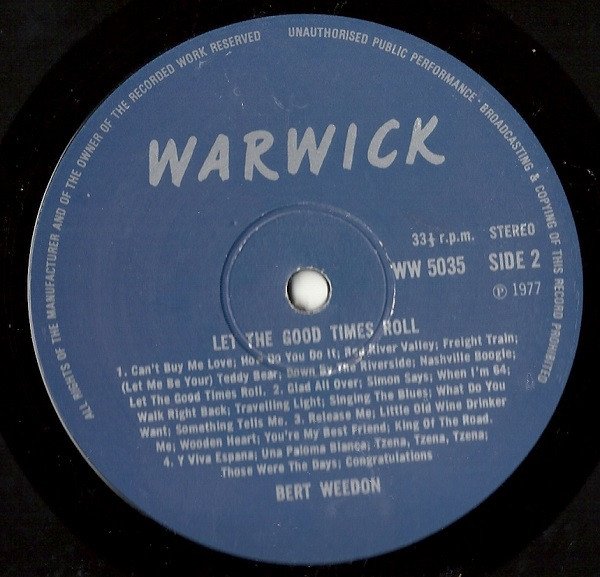 ALL RIGHTS OF THE MANUFACTURER AND OF THE OWNER OF THE RECORDED WORK RESERVED
UNAUTHORISED PUBLIC PERFORMANCE · BROADCASTING & COPYING OF THIS RECORD PROHIBITED
WARWICK
33⅓ r.p.m. STEREO
WW 5035 SIDE 2
℗ 1977
LET THE GOOD TIMES ROLL
1. Can't Buy Me Love; How Do You Do It; Red River Valley; Freight Train;
(Let Me Be Your) Teddy Bear; Down By The Riverside; Nashville Boogie;
Let The Good Times Roll. 2. Glad All Over; Simon Says; When I'm 64;
Walk Right Back; Travelling Light; Singing The Blues; What Do You
Want; Something Tells Me. 3. Release Me; Little Old Wine Drinker
Me; Wooden Heart; You're My Best Friend; King Of The Road.
4. Y Viva Espana; Una Paloma Blanca; Tzena, Tzena, Tzena;
Those Were The Days; Congratulations
BERT WEEDON